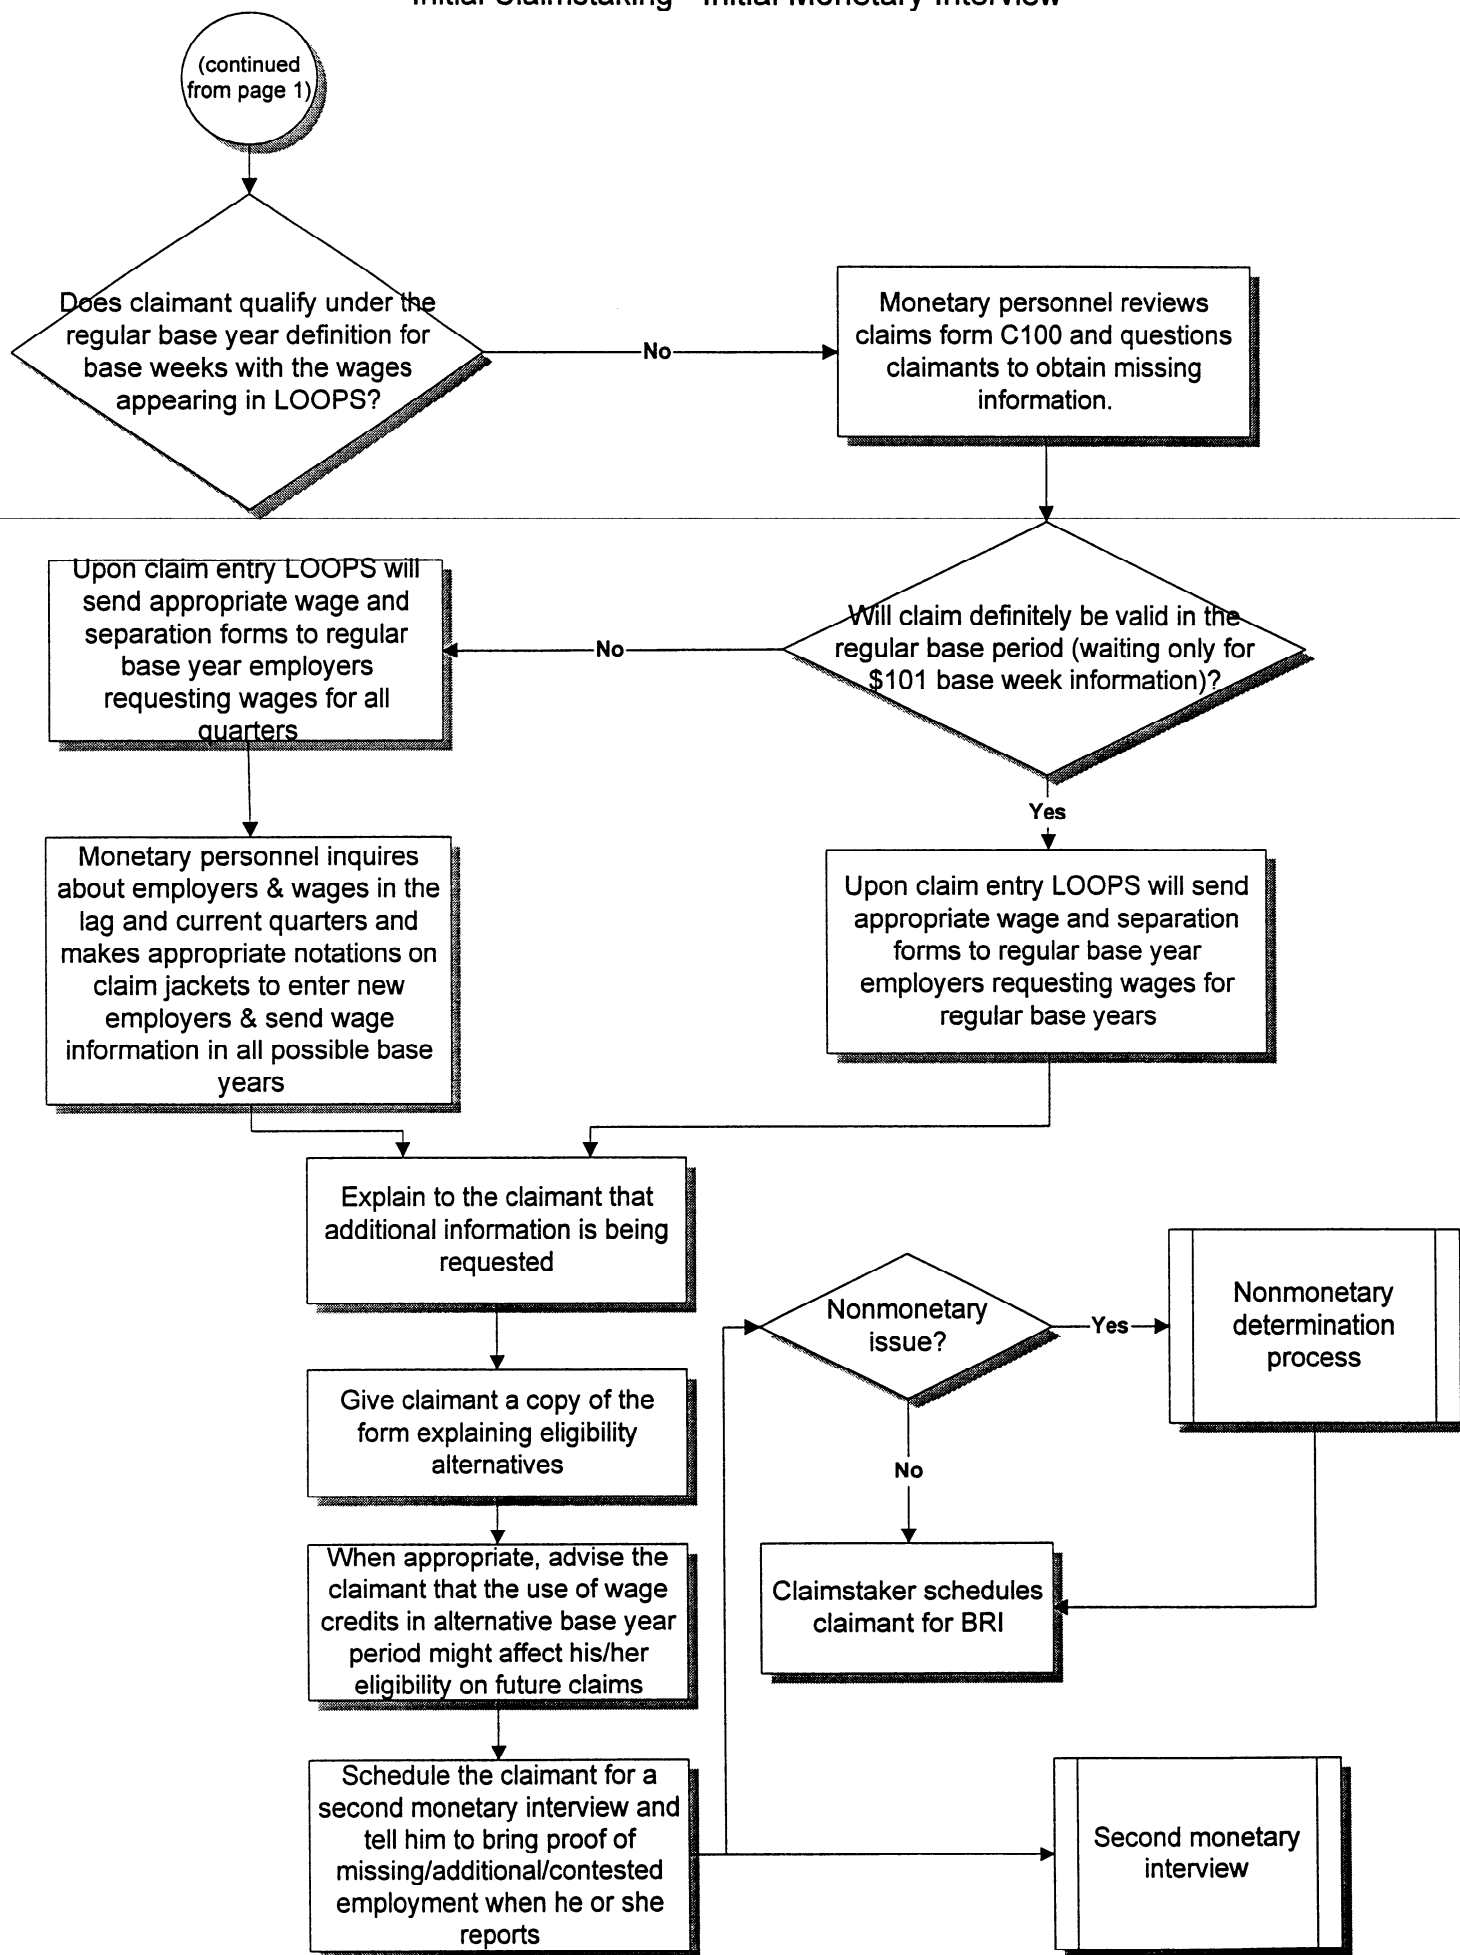 Initial Claimstaking - Initial Monetary Interview
(continued
from page 1)
Does claimant qualify under the
regular base year definition for
base weeks with the wages
appearing in LOOPS?
No
Monetary personnel reviews
claims form C100 and questions
claimants to obtain missing
information.
Upon claim entry LOOPS will
send appropriate wage and
separation forms to regular
base year employers
requesting wages for all
quarters
No
Will claim definitely be valid in the
regular base period (waiting only for
$101 base week information)?
Yes
Monetary personnel inquires
about employers & wages in the
lag and current quarters and
makes appropriate notations on
claim jackets to enter new
employers & send wage
information in all possible base
years
Upon claim entry LOOPS will send
appropriate wage and separation
forms to regular base year
employers requesting wages for
regular base years
Explain to the claimant that
additional information is being
requested
Nonmonetary
issue?
Yes
Nonmonetary
determination
process
Give claimant a copy of the
form explaining eligibility
alternatives
No
When appropriate, advise the
claimant that the use of wage
credits in alternative base year
period might affect his/her
eligibility on future claims
Claimstaker schedules
claimant for BRI
Schedule the claimant for a
second monetary interview and
tell him to bring proof of
missing/additional/contested
employment when he or she
reports
Second monetary
interview